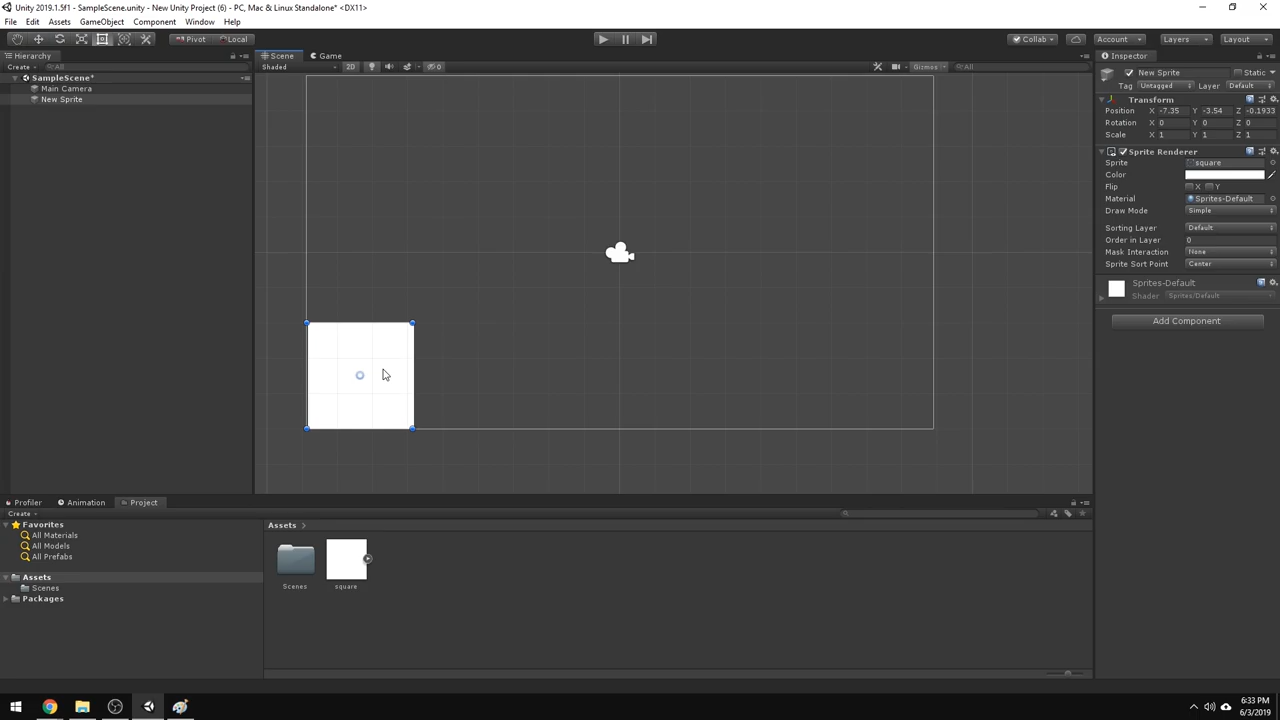 Unity 2019.1.5f1 - SampleScene.unity - New Unity Project (6) - PC, Mac & Linux Standalone* <DX11>
File Edit Assets GameObject Component Window Help
Pivot Local Collab Account Layers Layout
Hierarchy Scene Game Inspector
Create All Shaded 2D 0 Gizmos All
SampleScene*
Main Camera
New Sprite
New Sprite Static
Tag Untagged Layer Default
Transform
Position X -7.35 Y -3.54 Z -0.1933
Rotation X 0 Y 0 Z 0
Scale X 1 Y 1 Z 1
Sprite Renderer
Sprite square
Color
Flip X Y
Material Sprites-Default
Draw Mode Simple
Sorting Layer Default
Order in Layer 0
Mask Interaction None
Sprite Sort Point Center
Sprites-Default
Shader Sprites/Default
Add Component
Profiler Animation Project
Create
Favorites
All Materials
All Models
All Prefabs
Assets
Scenes
Packages
Assets
Scenes square
6:33 PM
6/3/2019